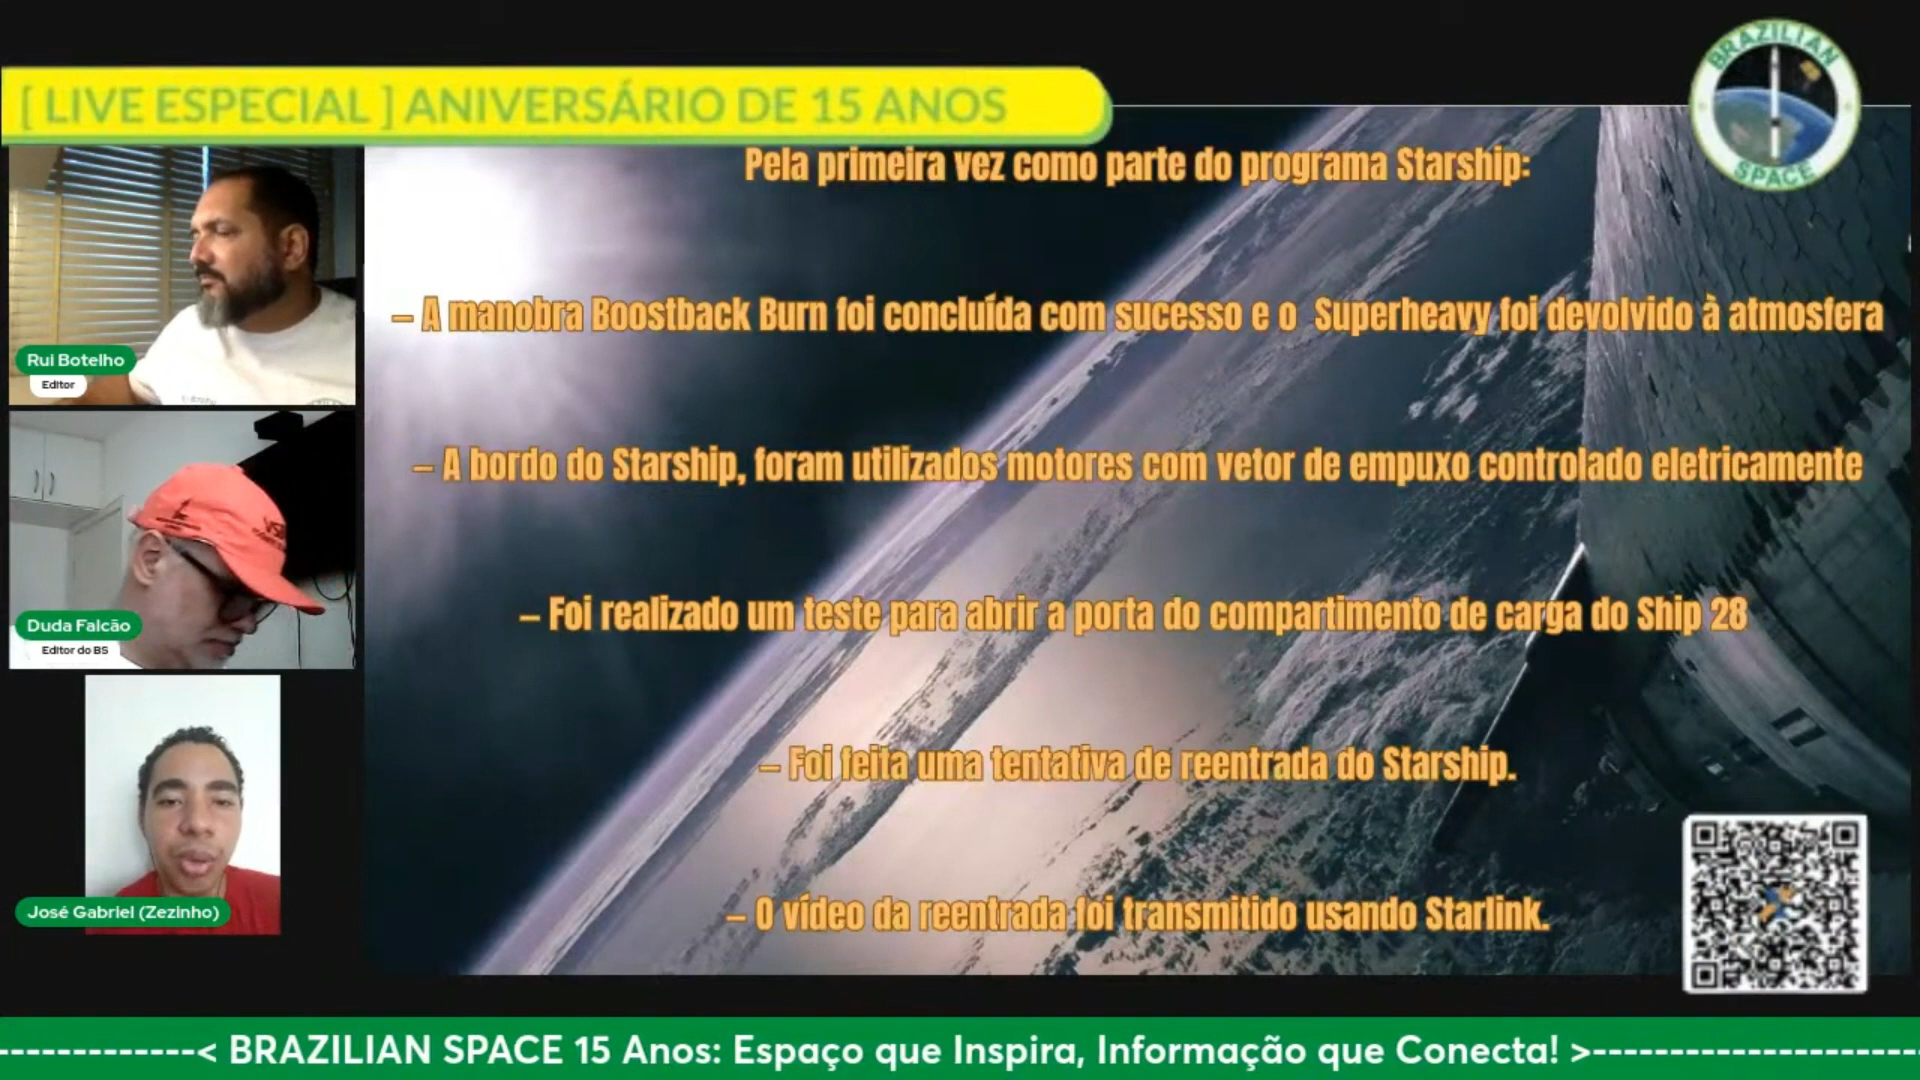 [ LIVE ESPECIAL ] ANIVERSÁRIO DE 15 ANOS
BRAZILIAN
SPACE
Pela primeira vez como parte do programa Starship:
– A manobra Boostback Burn foi concluída com sucesso e o Superheavy foi devolvido à atmosfera
– A bordo do Starship, foram utilizados motores com vetor de empuxo controlado eletricamente
– Foi realizado um teste para abrir a porta do compartimento de carga do Ship 28
– Foi feita uma tentativa de reentrada do Starship.
– O vídeo da reentrada foi transmitido usando Starlink.
Rui Botelho
Editor
Duda Falcão
Editor do BS
José Gabriel (Zezinho)
-------------< BRAZILIAN SPACE 15 Anos: Espaço que Inspira, Informação que Conecta! >----------------------